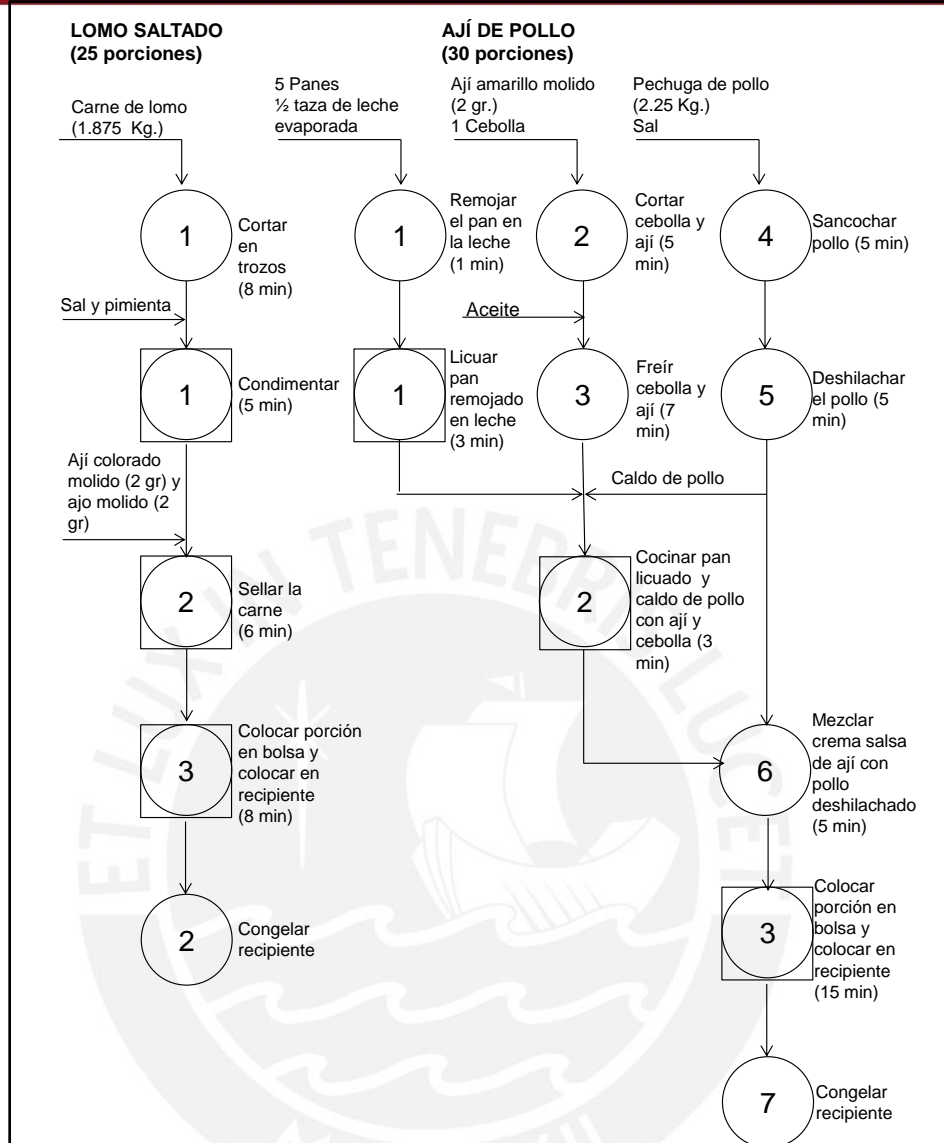 LOMO SALTADO
(25 porciones)
Carne de lomo
(1.875 Kg.)
1
Cortar
en
trozos
(8 min)
Sal y pimienta
1
Condimentar
(5 min)
Ají colorado
molido (2 gr) y
ajo molido (2
gr)
2
Sellar la
carne
(6 min)
3
Colocar porción
en bolsa y
colocar en
recipiente
(8 min)
2
Congelar
recipiente
AJÍ DE POLLO
(30 porciones)
5 Panes
½ taza de leche
evaporada
1
Remojar
el pan en
la leche
(1 min)
1
Licuar
pan
remojado
en leche
(3 min)
Ají amarillo molido
(2 gr.)
1 Cebolla
2
Cortar
cebolla y
ají (5
min)
Aceite
3
Freír
cebolla y
ají (7
min)
Caldo de pollo
2
Cocinar pan
licuado y
caldo de pollo
con ají y
cebolla (3
min)
Pechuga de pollo
(2.25 Kg.)
Sal
4
Sancochar
pollo (5 min)
5
Deshilachar
el pollo (5
min)
6
Mezclar
crema salsa
de ají con
pollo
deshilachado
(5 min)
3
Colocar
porción en
bolsa y
colocar en
recipiente
(15 min)
7
Congelar
recipiente
ET LUX IN TENEBRIS LUCET